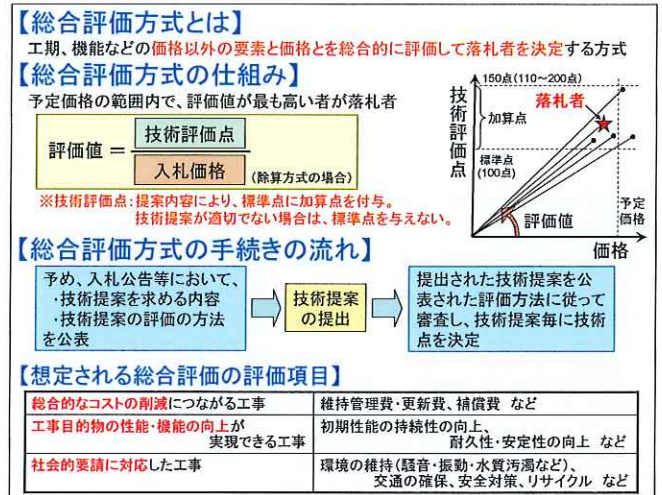 【総合評価方式とは】
工期、機能などの価格以外の要素と価格とを総合的に評価して落札者を決定する方式
【総合評価方式の仕組み】
予定価格の範囲内で、評価値が最も高い者が落札者
評価値 = 技術評価点
入札価格
(除算方式の場合)
※技術評価点：提案内容により、標準点に加算点を付与。
技術提案が適切でない場合は、標準点を与えない。
技術評価点
150点(110～200点)
落札者
加算点
標準点
(100点)
評価値
予定
価格
価格
【総合評価方式の手続きの流れ】
予め、入札公告等において、
・技術提案を求める内容
・技術提案の評価の方法
を公表
技術提案
の提出
提出された技術提案を公
表された評価方法に従って
審査し、技術提案毎に技術
点を決定
【想定される総合評価の評価項目】
総合的なコストの削減につながる工事
維持管理費・更新費、補償費 など
工事目的物の性能・機能の向上が
実現できる工事
初期性能の持続性の向上、
耐久性・安定性の向上 など
社会的要請に対応した工事
環境の維持(騒音・振動・水質汚濁など)、
交通の確保、安全対策、リサイクル など